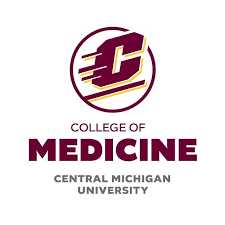 C
COLLEGE OF
MEDICINE
CENTRAL MICHIGAN
UNIVERSITY